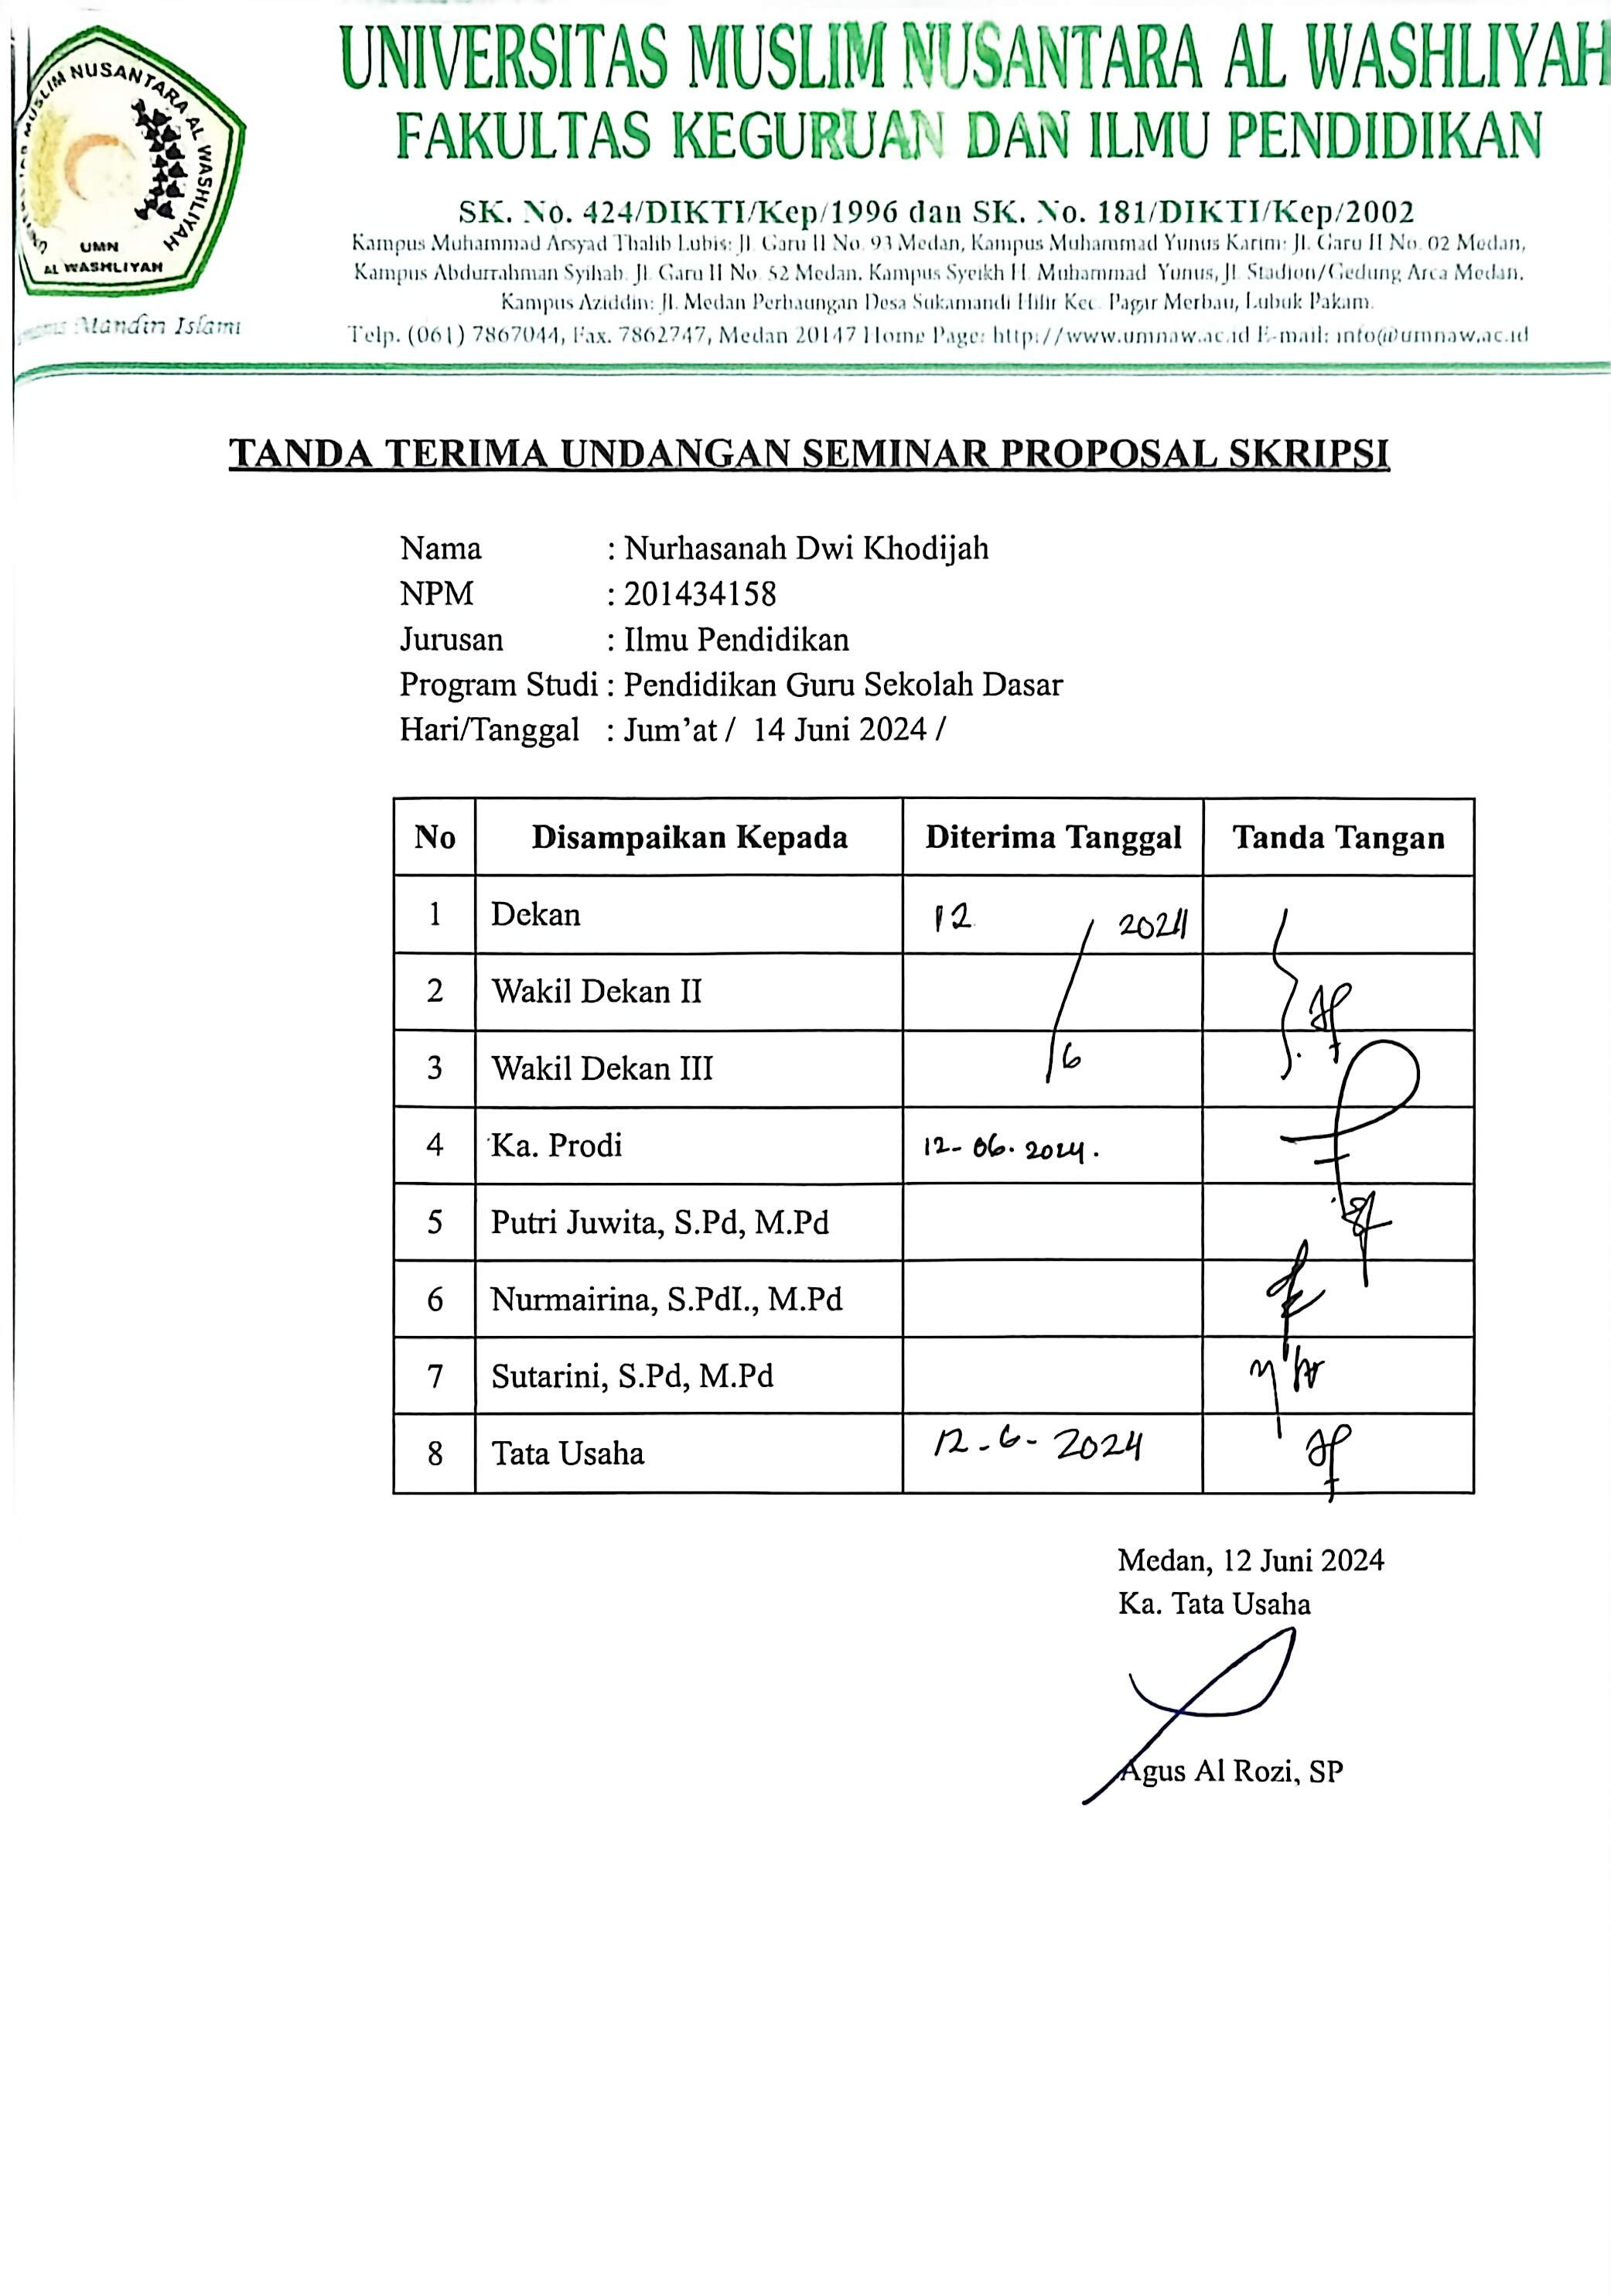 UNIVERSITAS MUSLIM NUSANTARA AL WASHLIYAH
FAKULTAS KEGURUAN DAN ILMU PENDIDIKAN
SK. No. 424/DIKTI/Kep/1996 dan SK. No. 181/DIKTI/Kep/2002
Kampus Muhammad Arsyad Thalib Lubis: Jl. Garu II No. 93 Medan, Kampus Muhammad Yunus Karim: Jl. Garu II No. 02 Medan,
Kampus Abdurrahman Syihab. Jl. Garu II No. 52 Medan. Kampus Syeikh H. Muhammad Yunus, Jl. Stadion/Gedung Arca Medan.
Kampus Aziddin: Jl. Medan Perbaungan Desa Sukamandi Hilir Kec. Pagar Merbau, Lubuk Pakam.
Telp. (061) 7867044, Fax. 7862747, Medan 20147 Home Page: http://www.umnaw.ac.id E-mail: info@umnaw.ac.id
MUSLIM NUSANTARA AL WASHLIYAH
UMN
AL WASHLIYAH
Mandiri Islami
TANDA TERIMA UNDANGAN SEMINAR PROPOSAL SKRIPSI
Nama : Nurhasanah Dwi Khodijah
NPM : 201434158
Jurusan : Ilmu Pendidikan
Program Studi : Pendidikan Guru Sekolah Dasar
Hari/Tanggal : Jum’at / 14 Juni 2024 /
No Disampaikan Kepada Diterima Tanggal Tanda Tangan
1 Dekan 12 / 2024
2 Wakil Dekan II
3 Wakil Dekan III 6
4 Ka. Prodi 12-06.2024.
5 Putri Juwita, S.Pd, M.Pd
6 Nurmairina, S.PdI., M.Pd
7 Sutarini, S.Pd, M.Pd
8 Tata Usaha 12-6-2024
Medan, 12 Juni 2024
Ka. Tata Usaha
Agus Al Rozi, SP